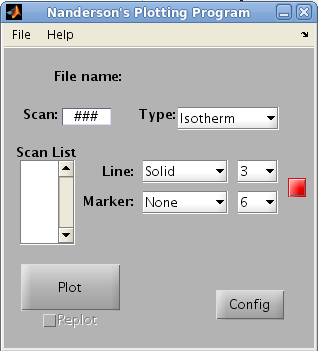 Nanderson's Plotting Program
File Help
File name:
Scan: ### Type: Isotherm
Scan List
Line: Solid 3
Marker: None 6
Plot
Replot
Config